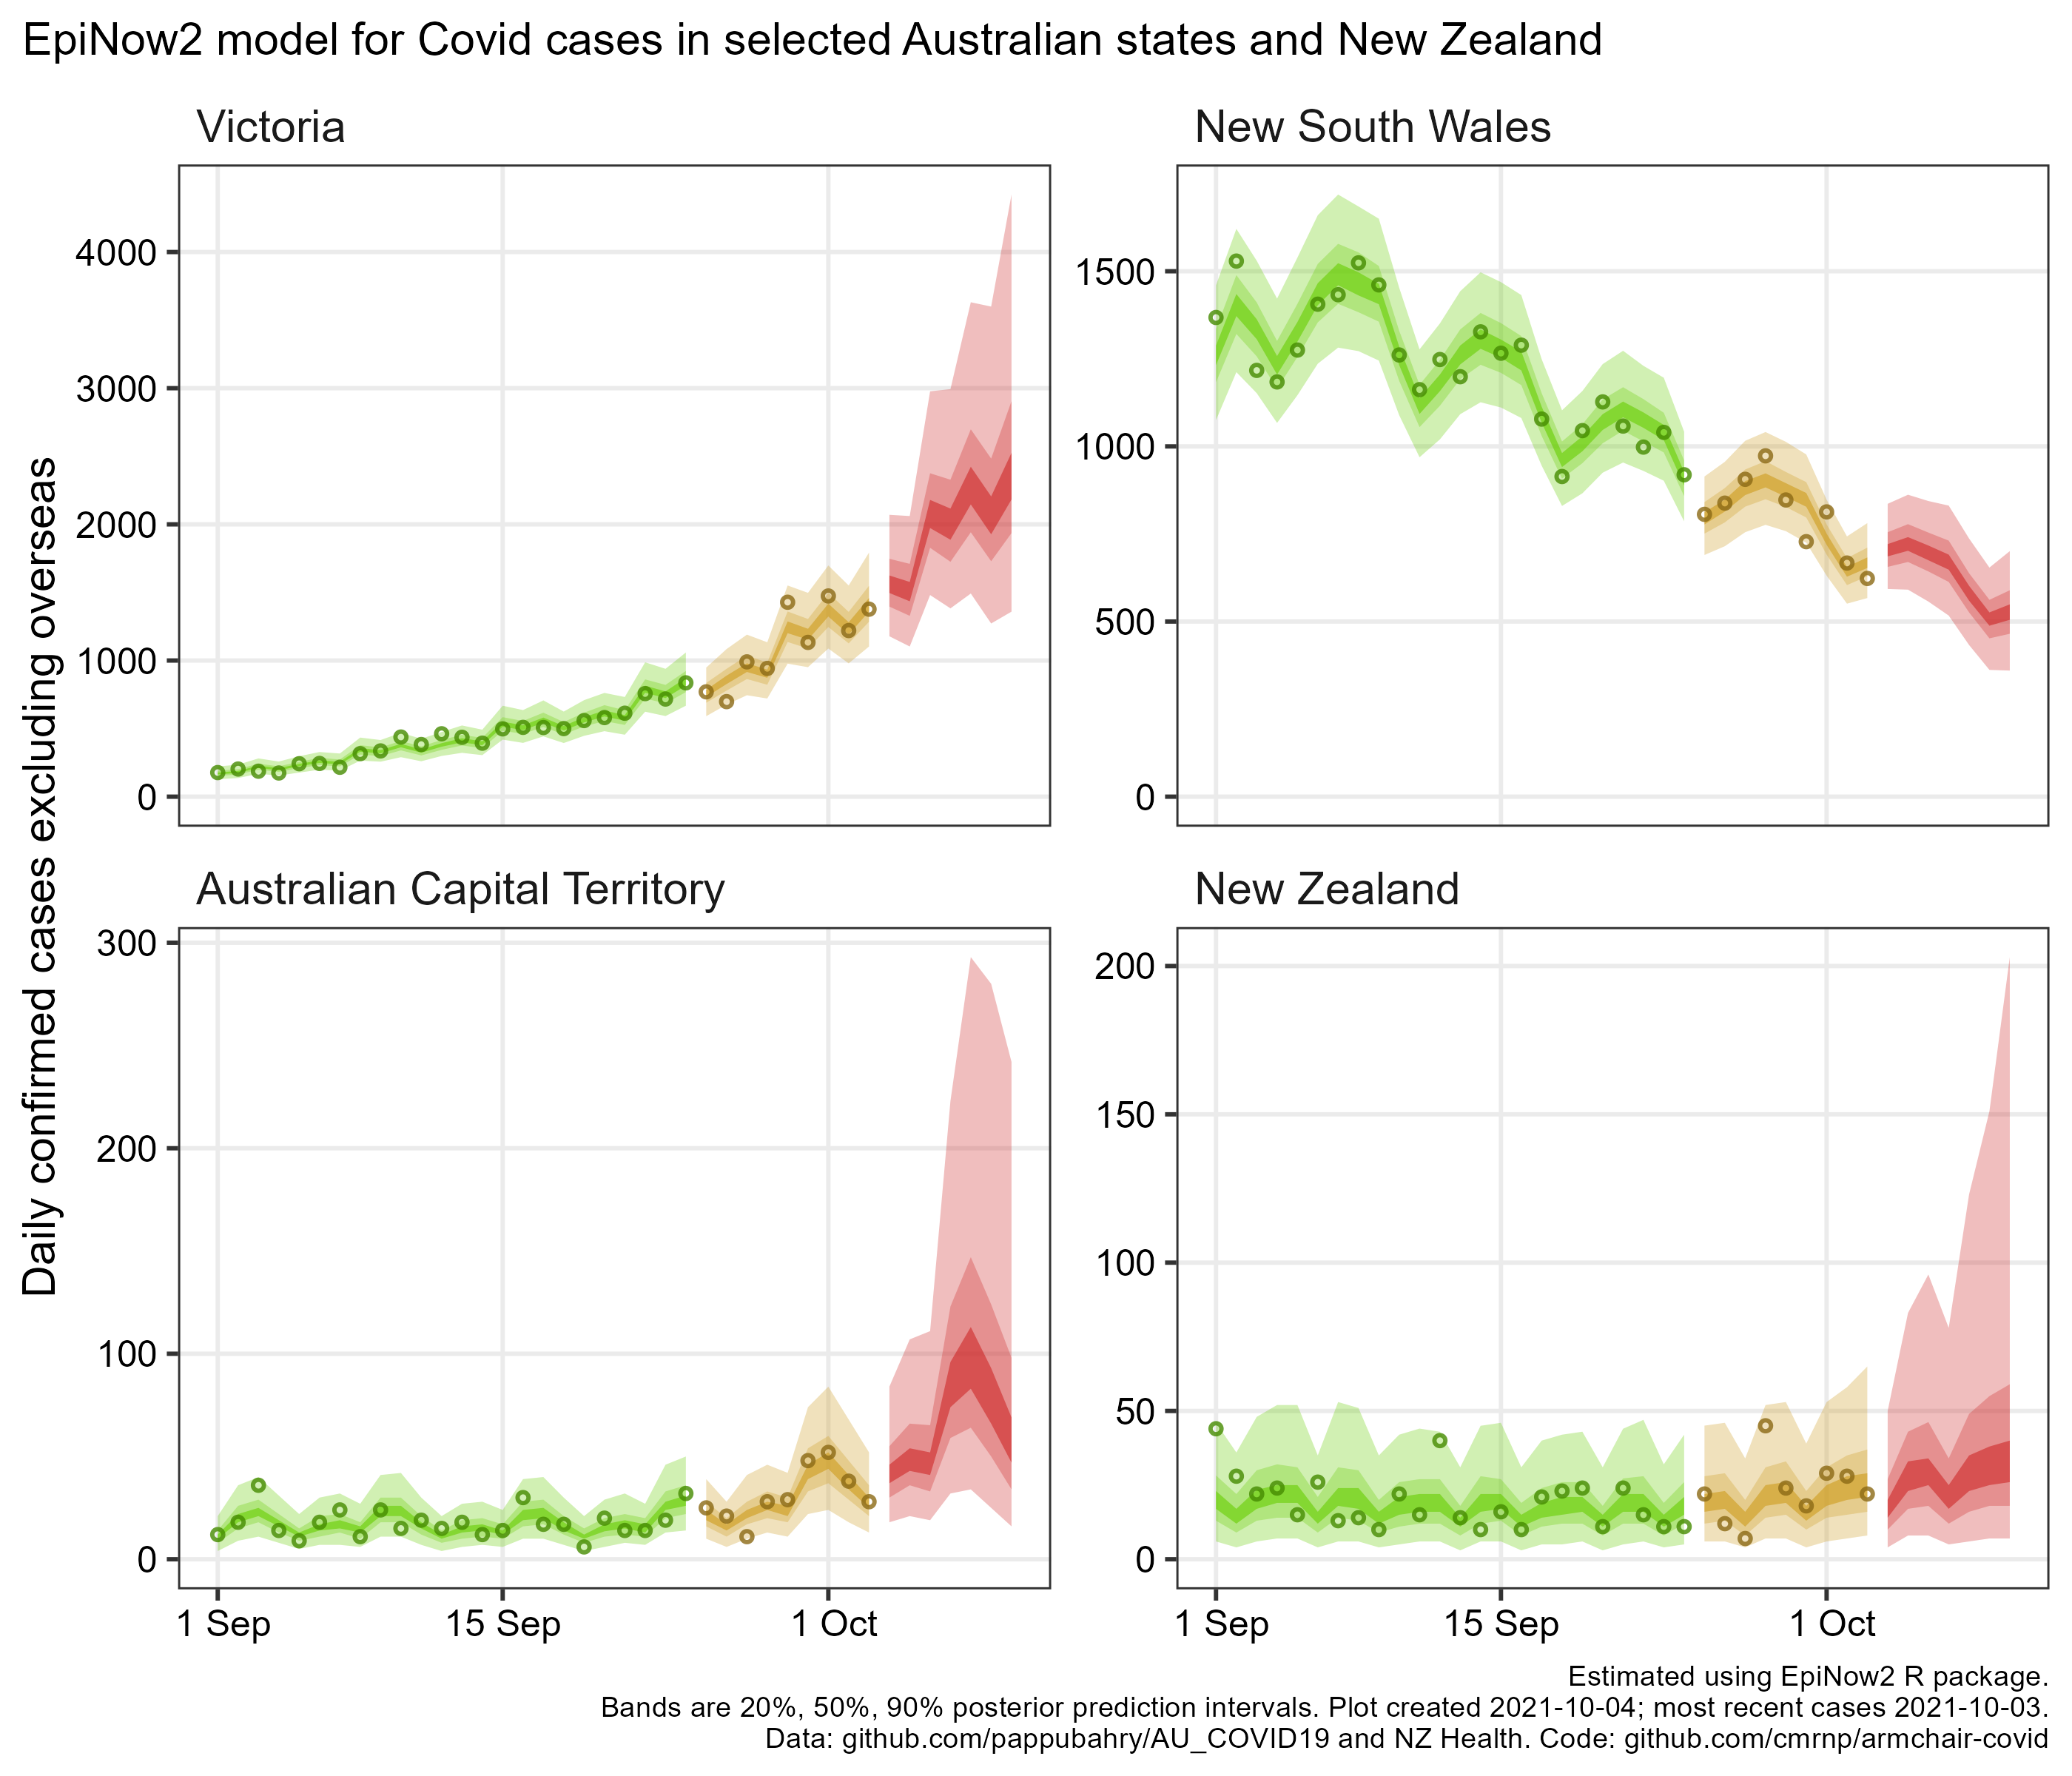 EpiNow2 model for Covid cases in selected Australian states and New Zealand
Daily confirmed cases excluding overseas
Victoria
4000
3000
2000
1000
0
New South Wales
1500
1000
500
0
Australian Capital Territory
300
200
100
0
1 Sep
15 Sep
1 Oct
New Zealand
200
150
100
50
0
1 Sep
15 Sep
1 Oct
Estimated using EpiNow2 R package.
Bands are 20%, 50%, 90% posterior prediction intervals. Plot created 2021-10-04; most recent cases 2021-10-03.
Data: github.com/pappubahry/AU_COVID19 and NZ Health. Code: github.com/cmrnp/armchair-covid